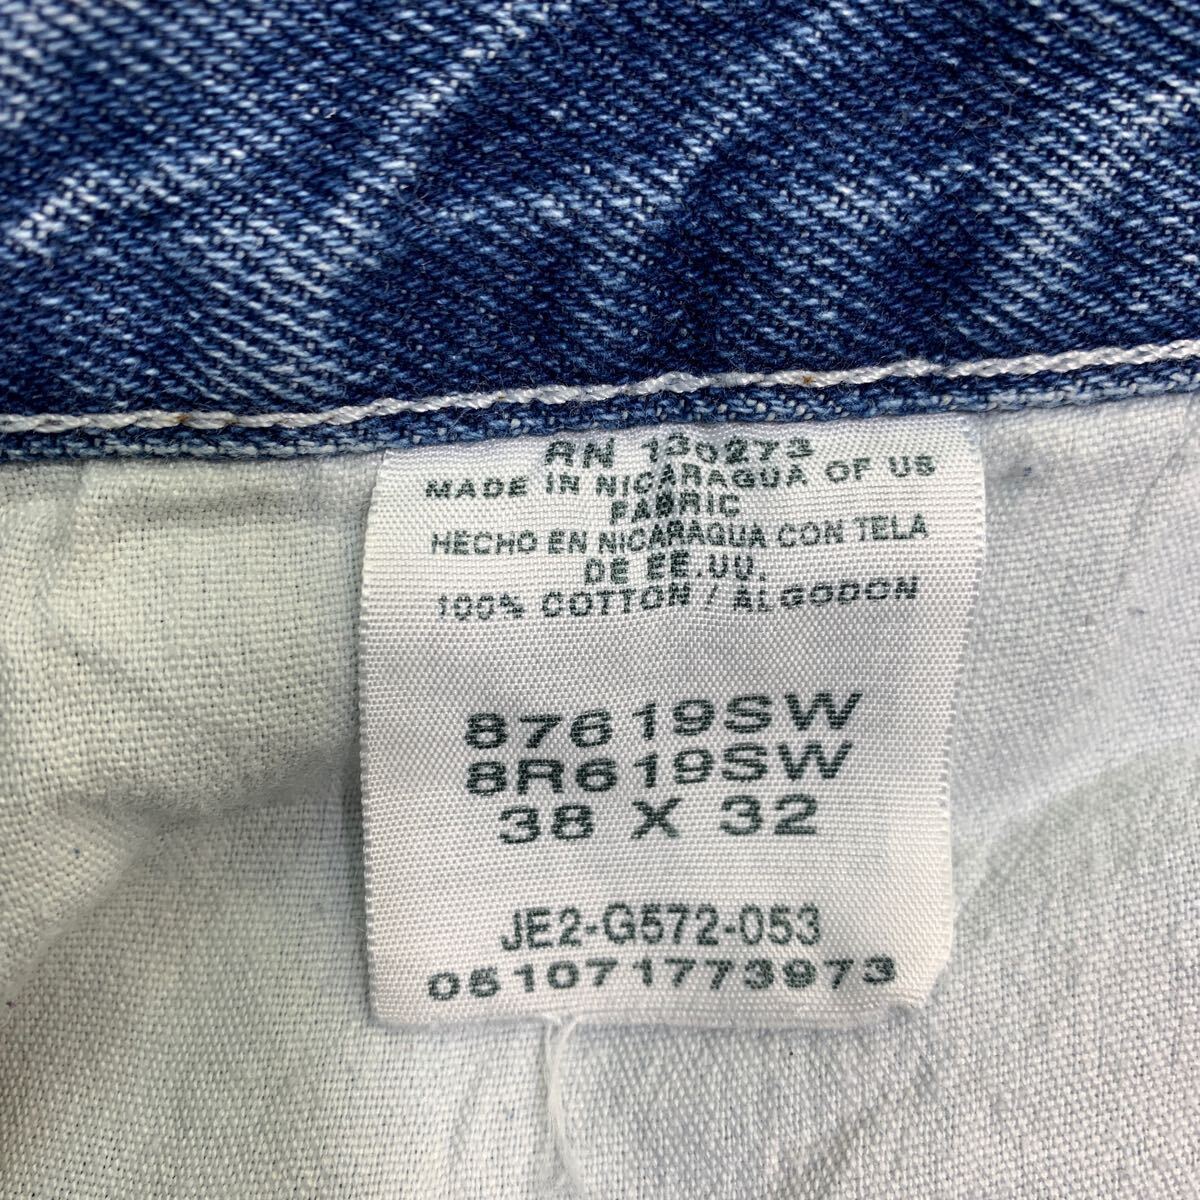 RN 130273
MADE IN NICARAGUA OF US
FABRIC
HECHO EN NICARAGUA CON TELA
DE EE.UU.
100% COTTON / ALGODON
87619SW
8R619SW
38 X 32
JE2-G572-053
051071773973